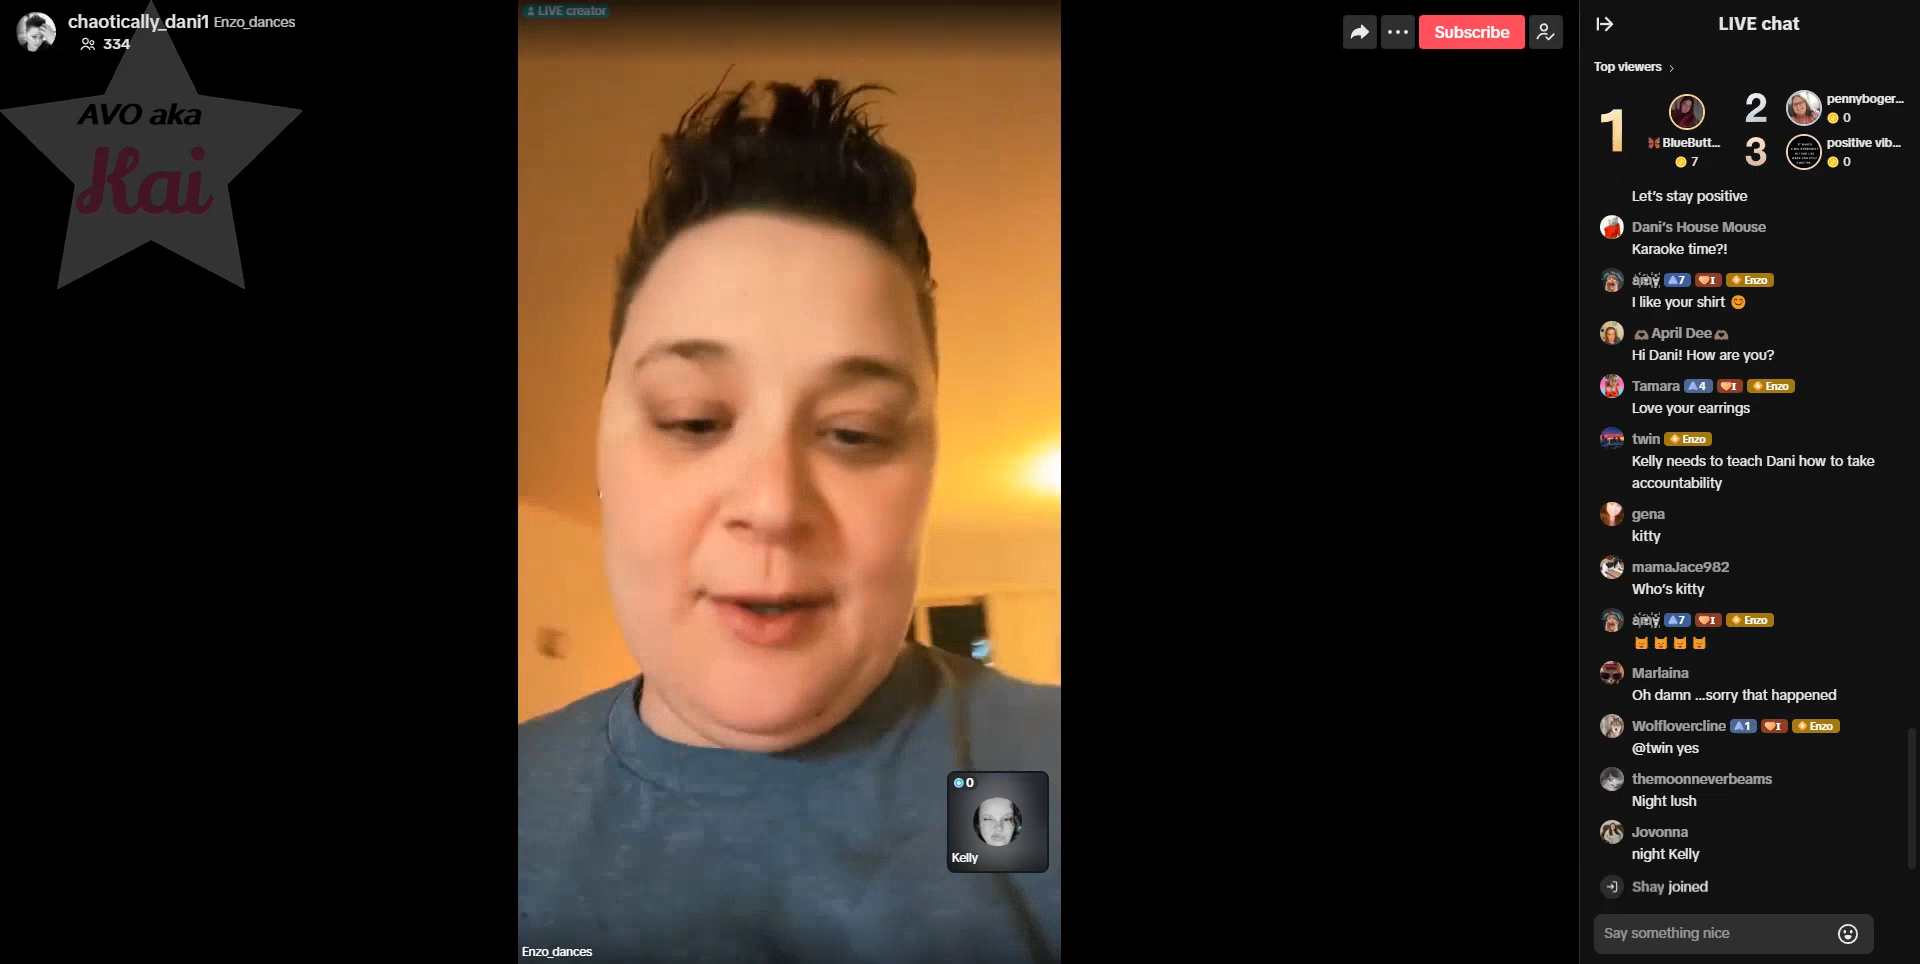 chaotically_dani1 Enzo_dances
334
AVO aka
Kai
LIVE creator
Subscribe
LIVE chat
Top viewers
1
BlueButt...
7
2
pennyboger...
0
3
positive vib...
0
Let's stay positive
Dani's House Mouse
Karaoke time?!
amy 7 I Enzo
I like your shirt
April Dee
Hi Dani! How are you?
Tamara 4 I Enzo
Love your earrings
twin Enzo
Kelly needs to teach Dani how to take
accountability
gena
kitty
mamaJace982
Who's kitty
amy 7 I Enzo
Marlaina
Oh damn ...sorry that happened
Wolflovercline 1 I Enzo
@twin yes
themoonneverbeams
Night lush
Jovonna
night Kelly
Shay joined
Say something nice
0
Kelly
Enzo_dances